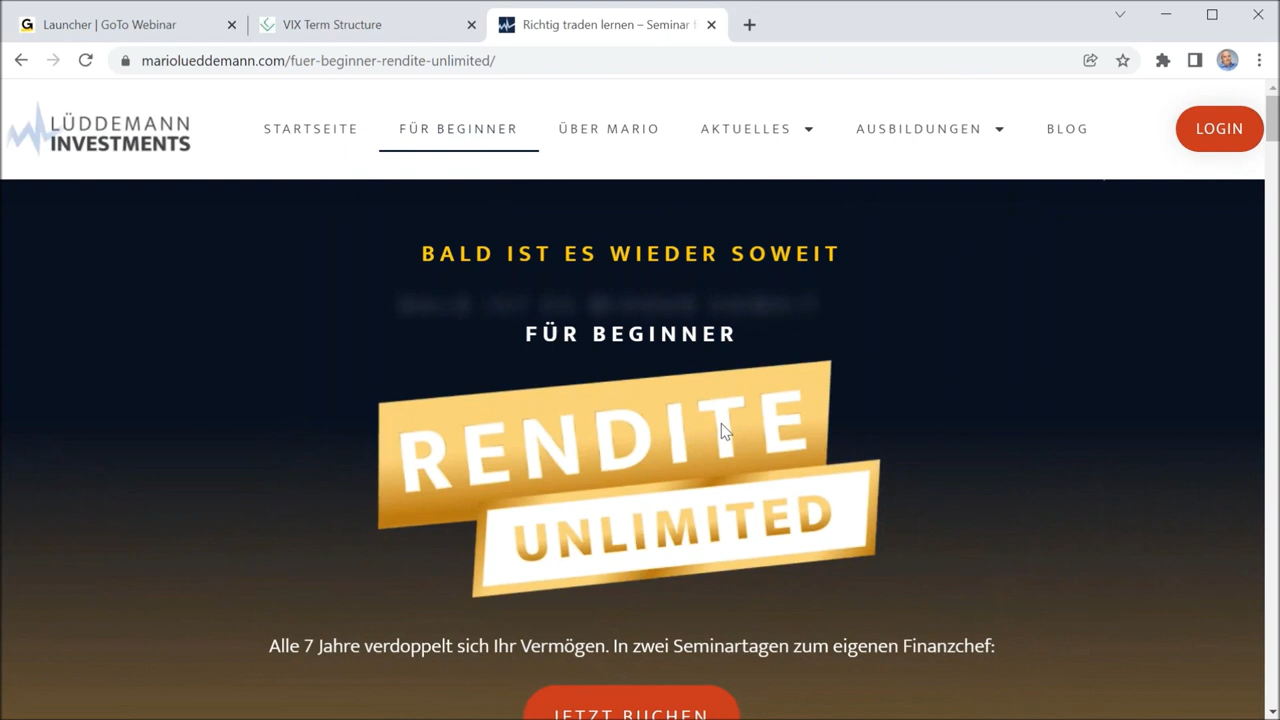 Launcher | GoTo Webinar
VIX Term Structure
Richtig traden lernen – Seminar f
mariolueddemann.com/fuer-beginner-rendite-unlimited/
LÜDDEMANN
INVESTMENTS
STARTSEITE
FÜR BEGINNER
ÜBER MARIO
AKTUELLES
AUSBILDUNGEN
BLOG
LOGIN
BALD IST ES WIEDER SOWEIT
FÜR BEGINNER
RENDITE
UNLIMITED
Alle 7 Jahre verdoppelt sich Ihr Vermögen. In zwei Seminartagen zum eigenen Finanzchef:
JETZT BUCHEN